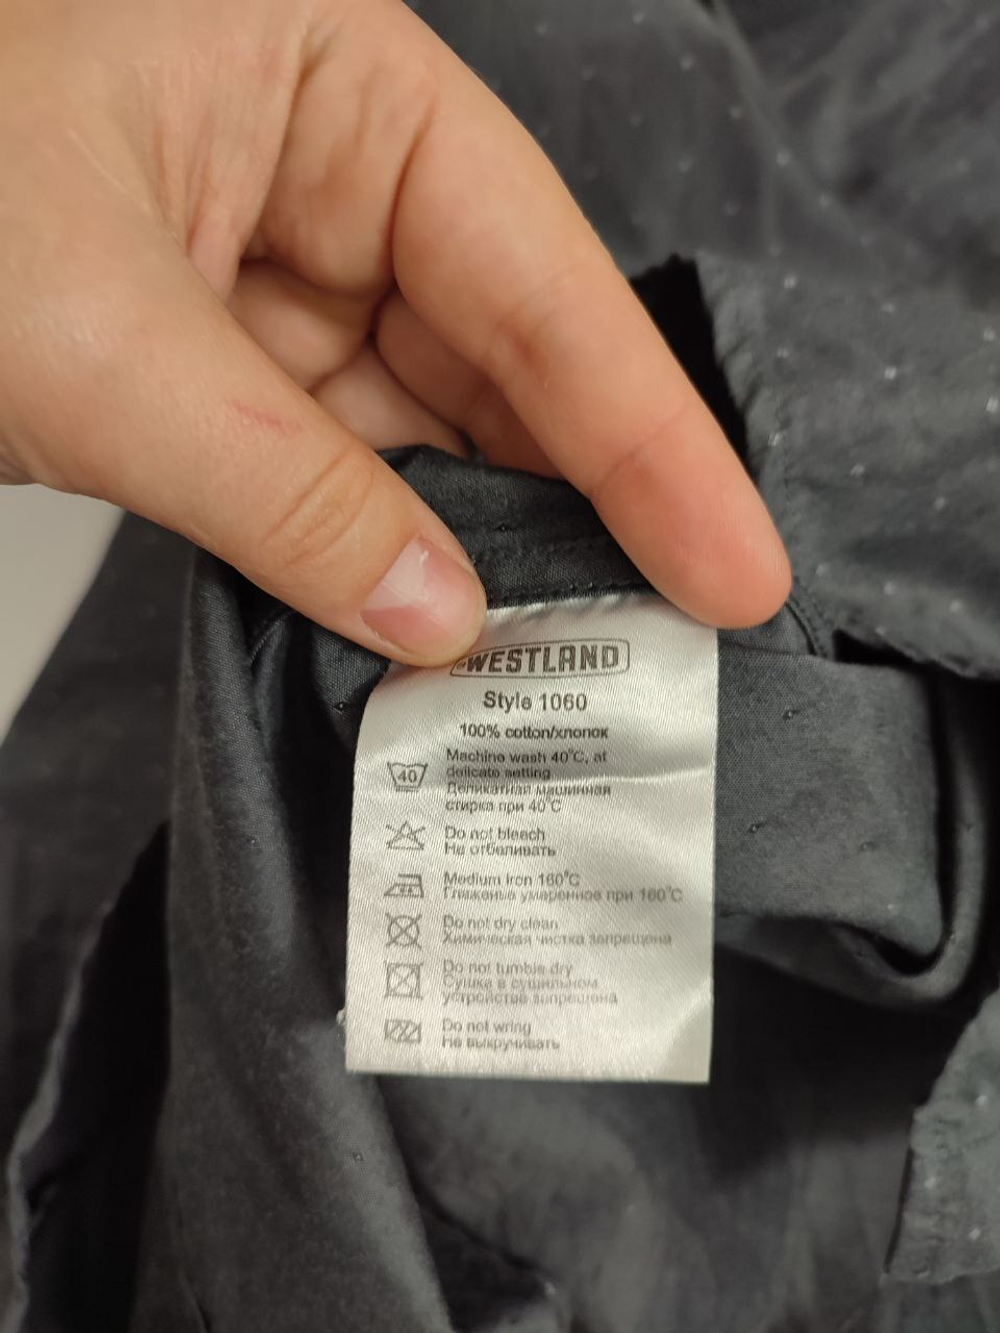 WESTLAND
Style 1060
100% cotton/хлопок
40
Machine wash 40°C, at
delicate setting
Деликатная машинная
стирка при 40°C
Do not bleach
Не отбеливать
Medium iron 160°C
Глаженье умеренное при 160°C
Do not dry clean
Химическая чистка запрещена
Do not tumble dry
Сушка в сушильном
устройстве запрещена
Do not wring
Не выкручивать